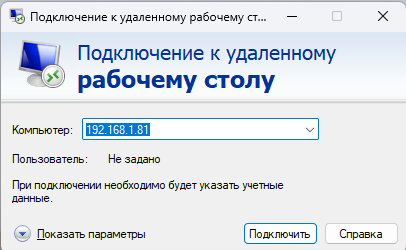 Подключение к удаленному рабочему сто...
Подключение к удаленному
рабочему столу
Компьютер: 192.168.1.81
Пользователь: Не задано
При подключении необходимо будет указать учетные
данные.
Показать параметры Подключить Справка